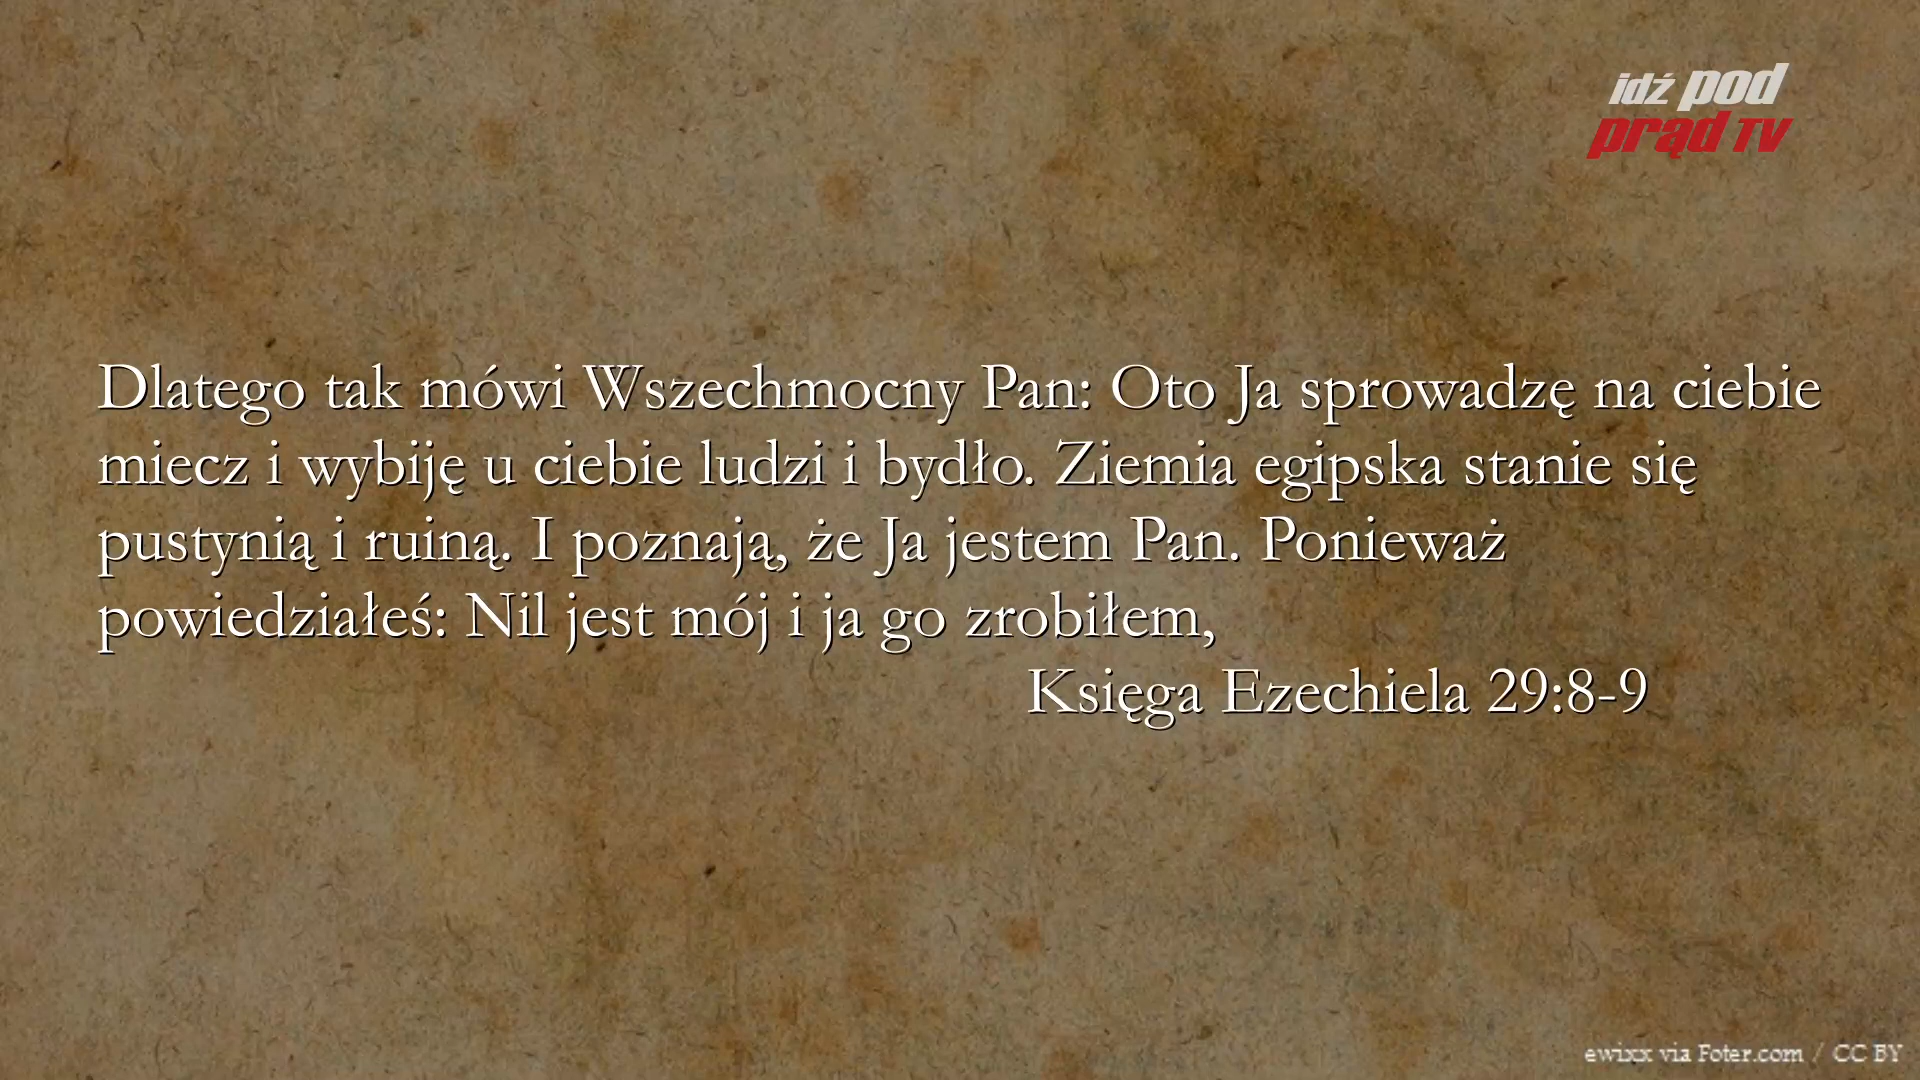 idź pod
prąd TV
Dlatego tak mówi Wszechmocny Pan: Oto Ja sprowadzę na ciebie
miecz i wybiję u ciebie ludzi i bydło. Ziemia egipska stanie się
pustynią i ruiną. I poznają, że Ja jestem Pan. Ponieważ
powiedziałeś: Nil jest mój i ja go zrobiłem,
Księga Ezechiela 29:8-9
ewixx via Foter.com / CC BY